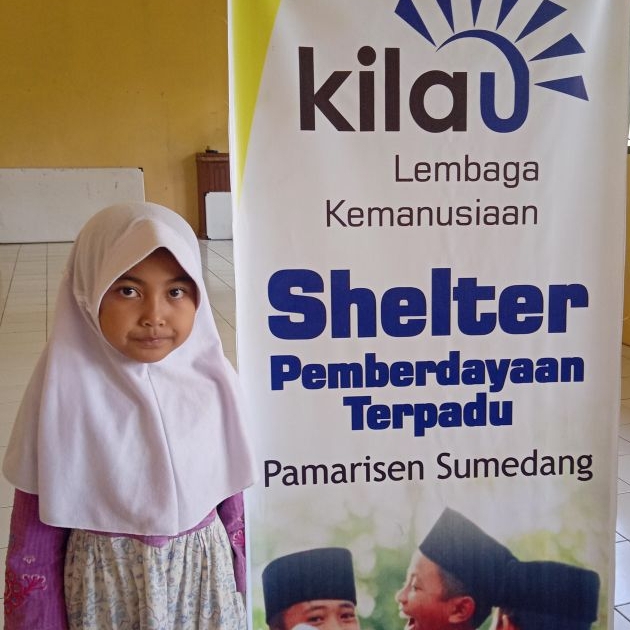 kilau
Lembaga
Kemanusiaan
Shelter
Pemberdayaan
Terpadu
Pamarisen Sumedang